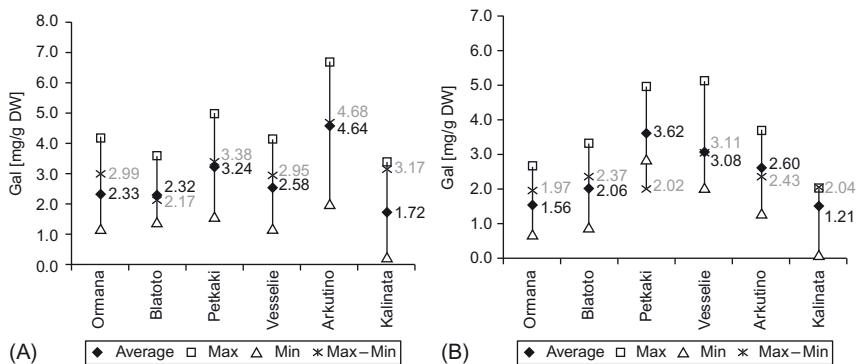 8.0
7.0
6.0
5.0
4.0
3.0
2.0
1.0
0.0
Gal [mg/g DW]
2.99
2.33
2.32
2.17
3.38
3.24
2.95
2.58
4.68
4.64
3.17
1.72
Ormana
Blatoto
Petkaki
Vesselie
Arkutino
Kalinata
(A)
Average Max Min Max–Min
7.0
6.0
5.0
4.0
3.0
2.0
1.0
0.0
Gal [mg/g DW]
1.97
1.56
2.37
2.06
3.62
2.02
3.11
3.08
2.60
2.43
2.04
1.21
Ormana
Blatoto
Petkaki
Vesselie
Arkutino
Kalinata
(B)
Average Max Min Max–Min